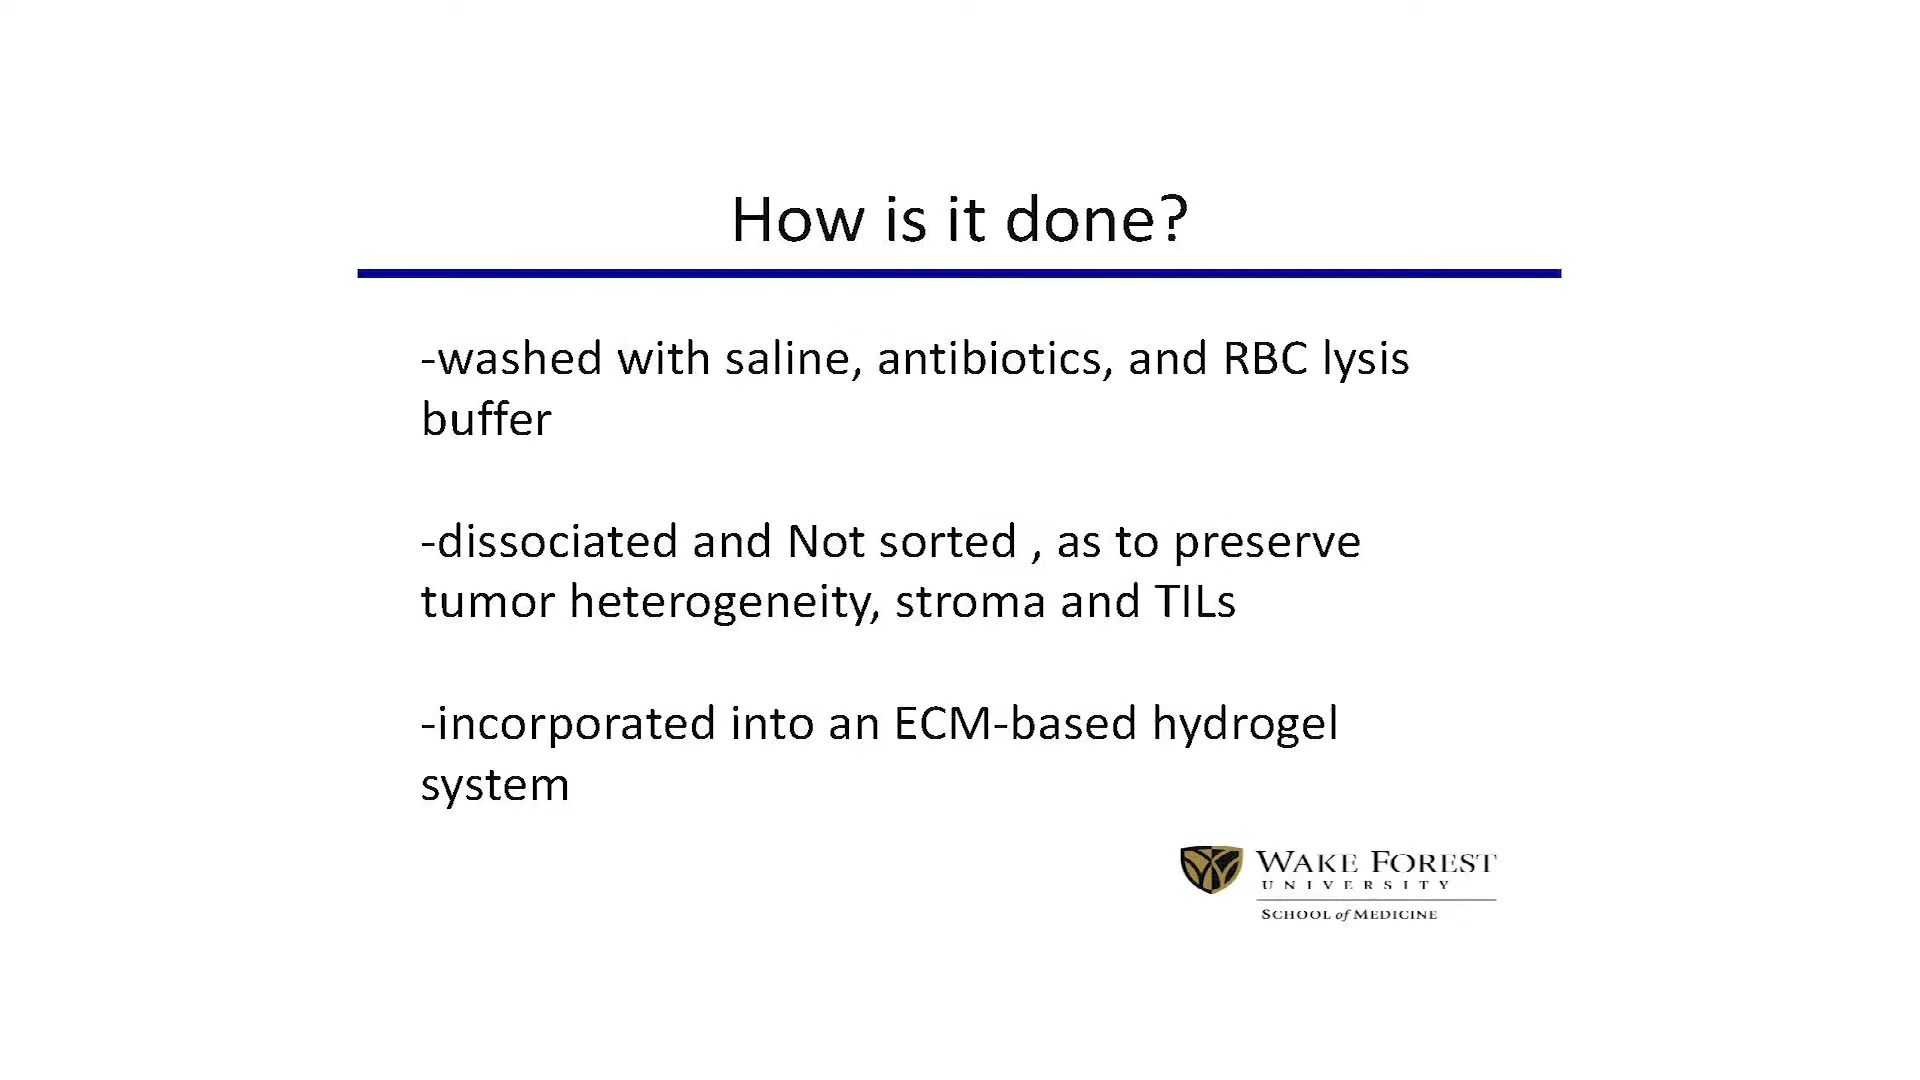 How is it done?
-washed with saline, antibiotics, and RBC lysis
buffer
-dissociated and Not sorted , as to preserve
tumor heterogeneity, stroma and TILs
-incorporated into an ECM-based hydrogel
system
WAKE FOREST
UNIVERSITY
SCHOOL of MEDICINE